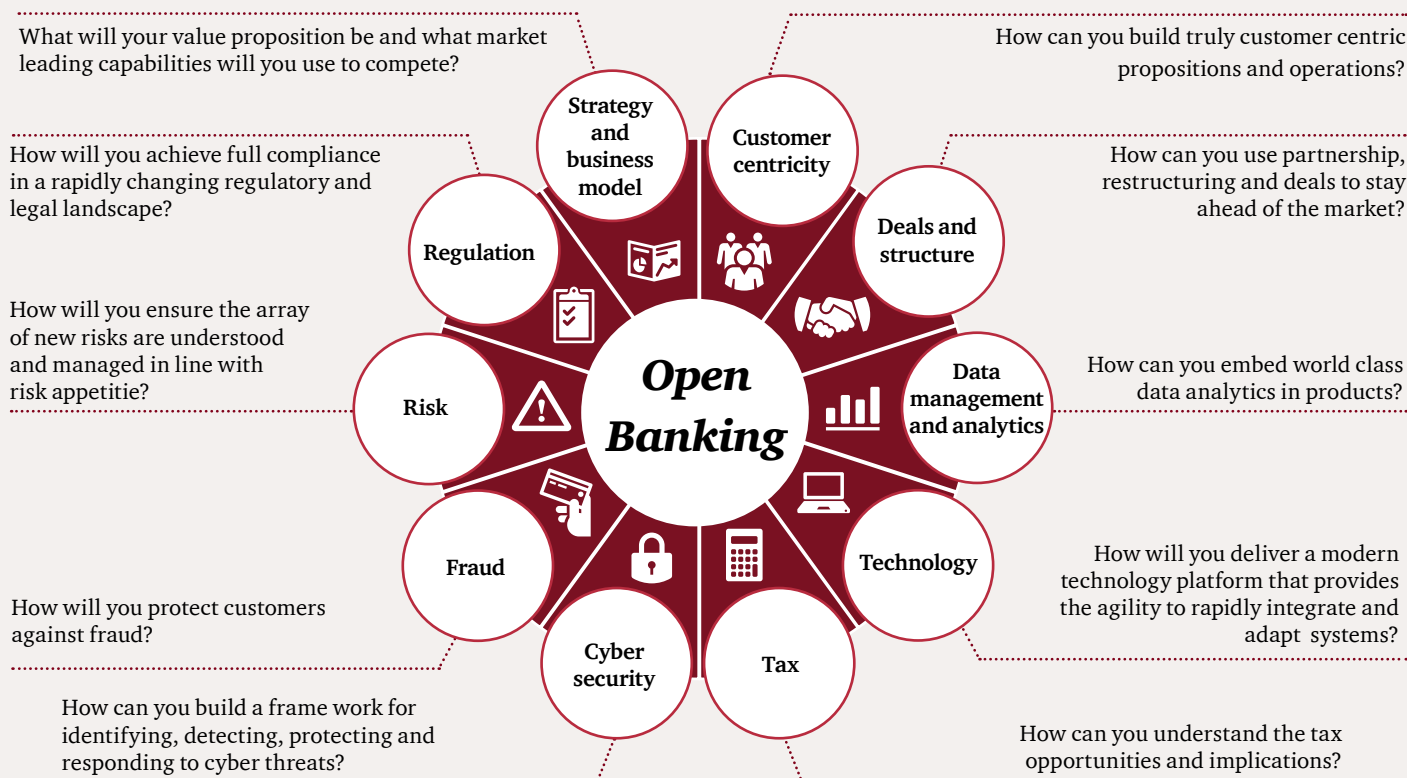 What will your value proposition be and what market
leading capabilities will you use to compete?
How can you build truly customer centric
propositions and operations?
Strategy
and
business
model
Customer
centricity
How will you achieve full compliance
in a rapidly changing regulatory and
legal landscape?
How can you use partnership,
restructuring and deals to stay
ahead of the market?
Regulation
Deals and
structure
How will you ensure the array
of new risks are understood
and managed in line with
risk appetitie?
Risk
Open
Banking
Data
management
and analytics
How can you embed world class
data analytics in products?
Fraud
Technology
How will you protect customers
against fraud?
How will you deliver a modern
technology platform that provides
the agility to rapidly integrate and
adapt systems?
Cyber
security
Tax
How can you build a frame work for
identifying, detecting, protecting and
responding to cyber threats?
How can you understand the tax
opportunities and implications?